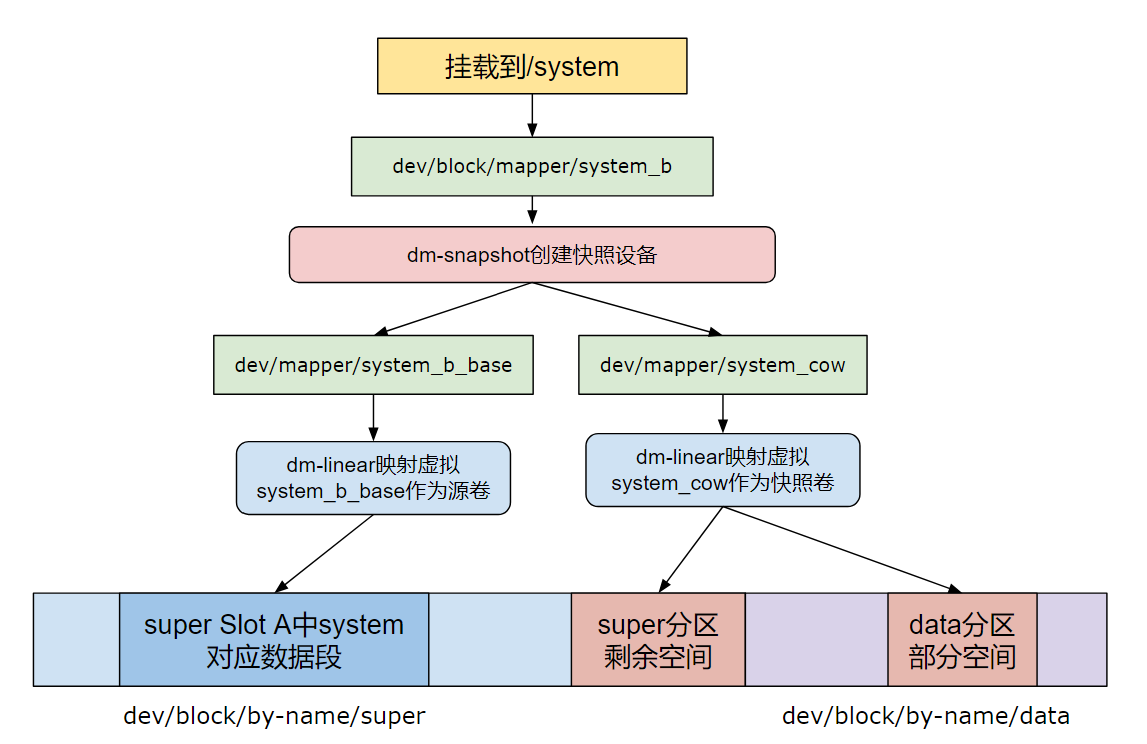 挂载到/system
dev/block/mapper/system_b
dm-snapshot创建快照设备
dev/mapper/system_b_base
dev/mapper/system_cow
dm-linear映射虚拟
system_b_base作为源卷
dm-linear映射虚拟
system_cow作为快照卷
super Slot A中system
对应数据段
super分区
剩余空间
data分区
部分空间
dev/block/by-name/super
dev/block/by-name/data